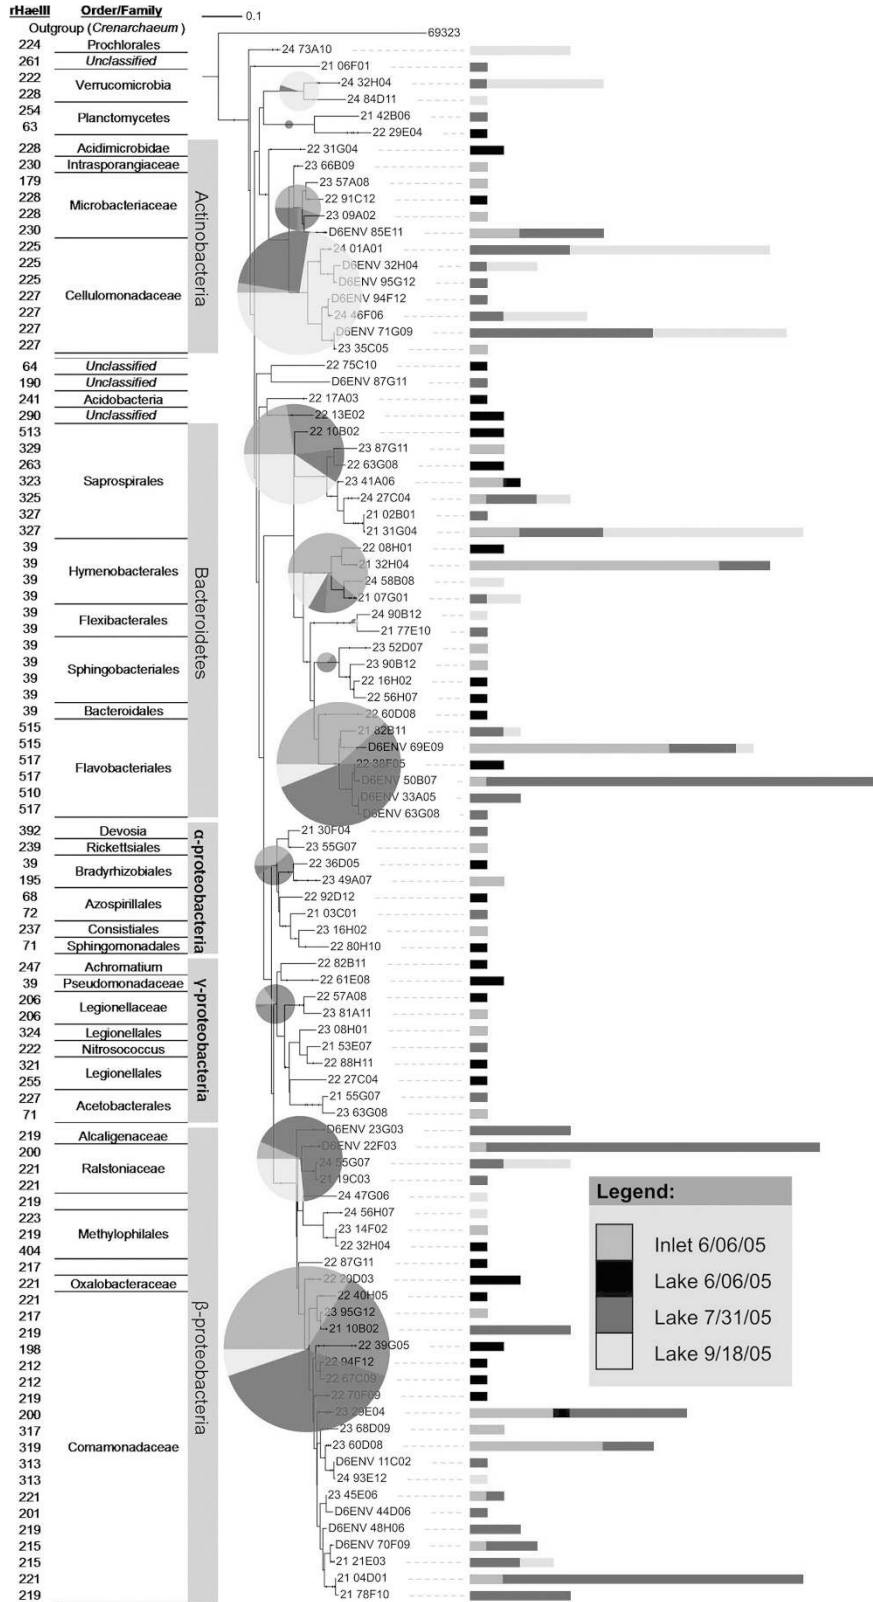 rHaeIII Order/Family 0.1
Outgroup (Crenarchaeum) 69323
224 Prochlorales 24 73A10
261 Unclassified 21 06F01
222 Verrucomicrobia 24 32H04
228 24 84D11
254 Planctomycetes 21 42B06
63 22 29E04
Actinobacteria
228 Acidimicrobidae 22 31G04
230 Intrasporangiaceae 23 66B09
179 Microbacteriaceae 23 57A08
228 22 91C12
228 23 09A02
230 D6ENV 85E11
225 Cellulomonadaceae 24 01A01
225 D6ENV 32H04
225 D6ENV 95G12
227 D6ENV 94F12
227 24 46F06
227 D6ENV 71G09
227 23 35C05
64 Unclassified 22 75C10
190 Unclassified D6ENV 87G11
241 Acidobacteria 22 17A03
290 Unclassified 22 13E02
Bacteroidetes
513 Saprospirales 22 10B02
329 23 87G11
263 22 63G08
323 23 41A06
325 24 27C04
327 21 02B01
327 21 31G04
39 Hymenobacterales 22 08H01
39 21 32H04
39 24 58B08
39 21 07G01
39 Flexibacterales 24 90B12
39 21 77E10
39 Sphingobacteriales 23 52D07
39 23 90B12
39 22 16H02
39 22 56H07
39 Bacteroidales 22 60D08
515 Flavobacteriales 21 82B11
515 D6ENV 69E09
517 22 38F05
517 D6ENV 50B07
510 D6ENV 33A05
517 D6ENV 63G08
α-proteobacteria
392 Devosia 21 30F04
239 Rickettsiales 23 55G07
39 Bradyrhizobiales 22 36D05
195 23 49A07
68 Azospirillales 22 92D12
72 21 03C01
237 Consistiales 23 16H02
71 Sphingomonadales 22 80H10
γ-proteobacteria
247 Achromatium 22 82B11
39 Pseudomonadaceae 22 61E08
206 Legionellaceae 22 57A08
206 23 81A11
324 Legionellales 23 08H01
222 Nitrosococcus 21 53E07
321 Legionellales 22 88H11
255 22 27C04
227 Acetobacterales 21 55G07
71 23 63G08
β-proteobacteria
219 Alcaligenaceae D6ENV 23G03
200 Ralstoniaceae D6ENV 22F03
221 24 55G07
221 21 19C03
219 24 47G06
223 Methylophilales 24 56H07
219 23 14F02
404 22 32H04
217 22 87G11
221 Oxalobacteraceae 22 20D03
221 Comamonadaceae 22 40H05
217 23 95G12
219 21 10B02
198 22 39G05
212 22 94F12
212 22 67C09
219 22 70F09
200 23 29E04
317 23 68D09
319 23 60D08
313 D6ENV 11C02
313 24 93E12
221 23 45E06
201 D6ENV 44D06
219 D6ENV 48H06
215 D6ENV 70F09
215 21 21E03
221 21 04D01
219 21 78F10
Legend:
Inlet 6/06/05
Lake 6/06/05
Lake 7/31/05
Lake 9/18/05